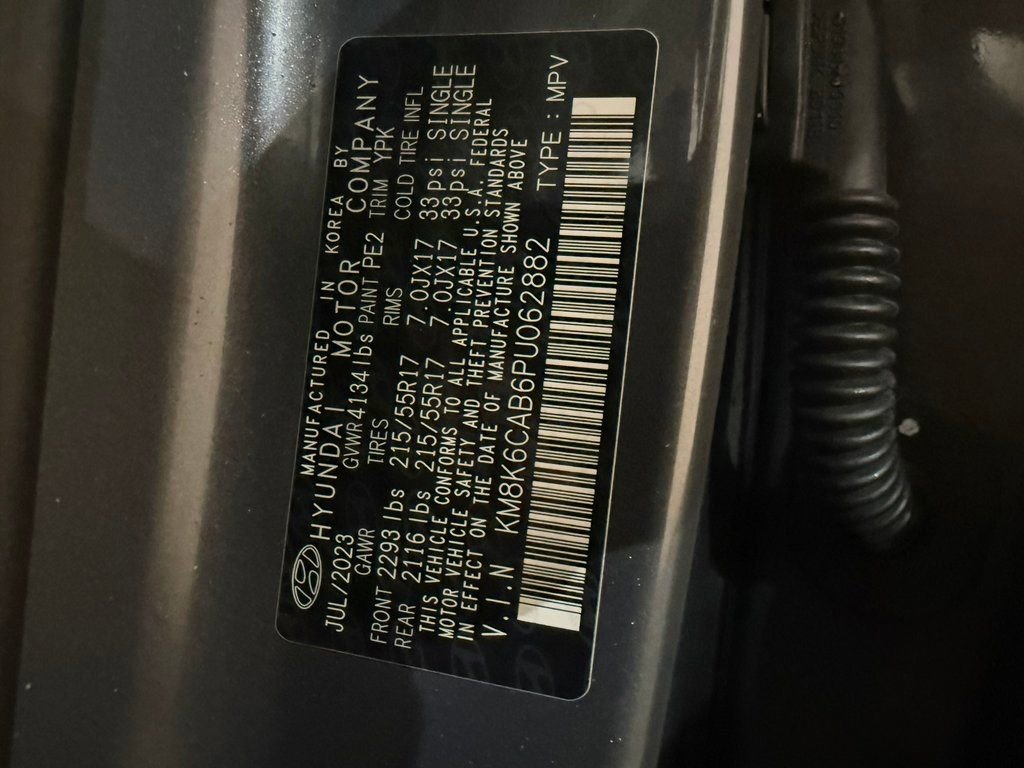 MANUFACTURED IN KOREA BY
HYUNDAI MOTOR COMPANY
JUL/2023 GVWR4134lbs PAINT PE2 TRIM YPK
GAWR TIRES RIMS COLD TIRE INFL
FRONT 2293 lbs 215/55R17 7.0JX17 33psi SINGLE
REAR 2116 lbs 215/55R17 7.0JX17 33psi SINGLE
THIS VEHICLE CONFORMS TO ALL APPLICABLE U.S.A. FEDERAL
MOTOR VEHICLE SAFETY AND THEFT PREVENTION STANDARDS
IN EFFECT ON THE DATE OF MANUFACTURE SHOWN ABOVE
V.I.N KM8K6CAB6PU062882 TYPE : MPV